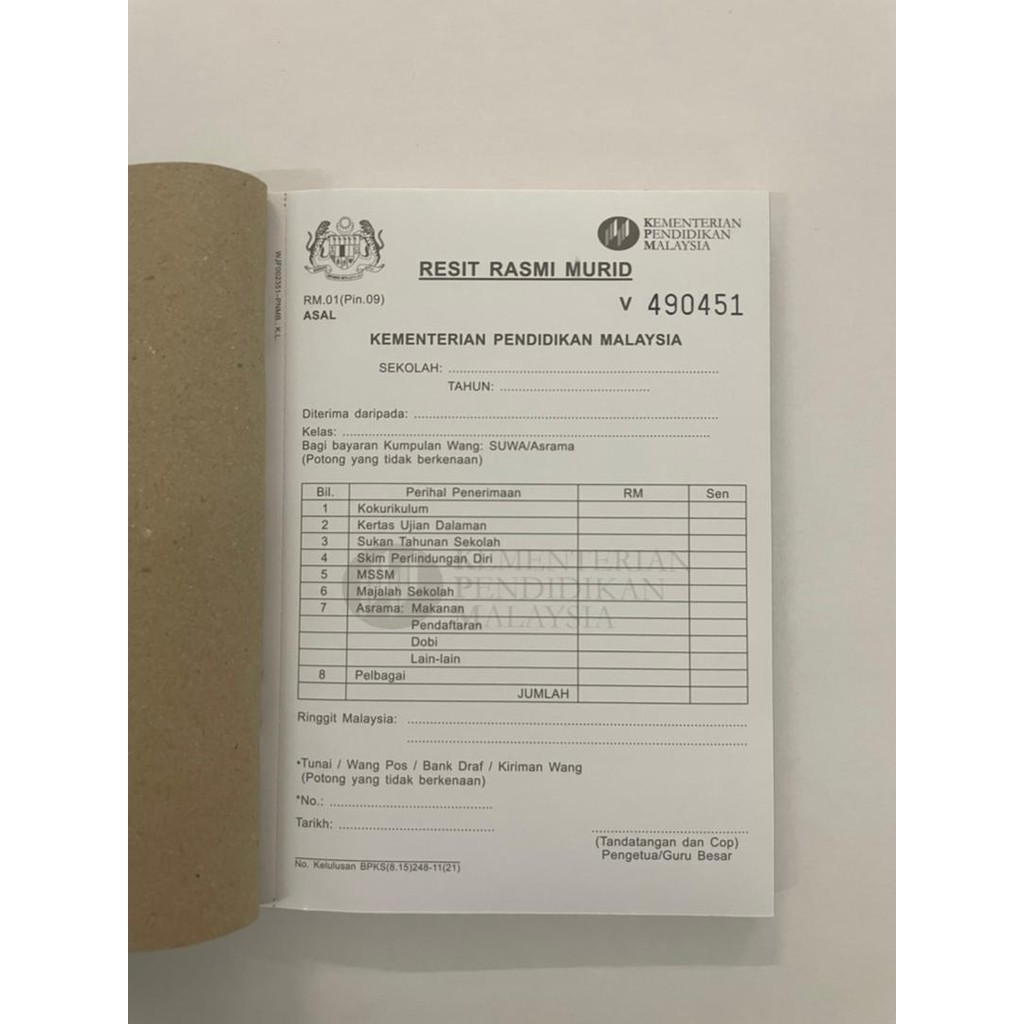 KEMENTERIAN
PENDIDIKAN
MALAYSIA
RESIT RASMI MURID
RM.01(Pin.09)
ASAL
V 490451
KEMENTERIAN PENDIDIKAN MALAYSIA
SEKOLAH: ..........
TAHUN: ..........
Diterima daripada: ..........
Kelas: ..........
Bagi bayaran Kumpulan Wang: SUWA/Asrama
(Potong yang tidak berkenaan)
Bil. Perihal Penerimaan RM Sen
1 Kokurikulum
2 Kertas Ujian Dalaman
3 Sukan Tahunan Sekolah
4 Skim Perlindungan Diri
5 MSSM
6 Majalah Sekolah
7 Asrama: Makanan
Pendaftaran
Dobi
Lain-lain
8 Pelbagai
JUMLAH
KEMENTERIAN
PENDIDIKAN
MALAYSIA
Ringgit Malaysia: ..........
*Tunai / Wang Pos / Bank Draf / Kiriman Wang
(Potong yang tidak berkenaan)
*No.: ..........
Tarikh: ..........
(Tandatangan dan Cop)
Pengetua/Guru Besar
No. Kelulusan BPKS(8.15)248-11(21)